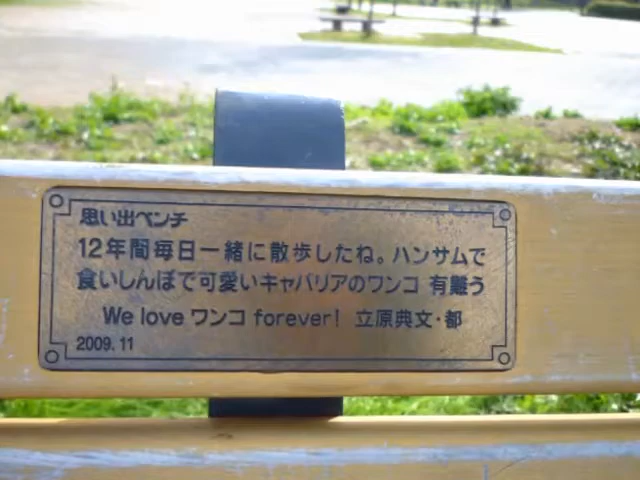 思い出ベンチ
12年間毎日一緒に散歩したね。ハンサムで
食いしんぼで可愛いキャバリアのワンコ 有難う
We love ワンコ forever! 立原典文・都
2009.11